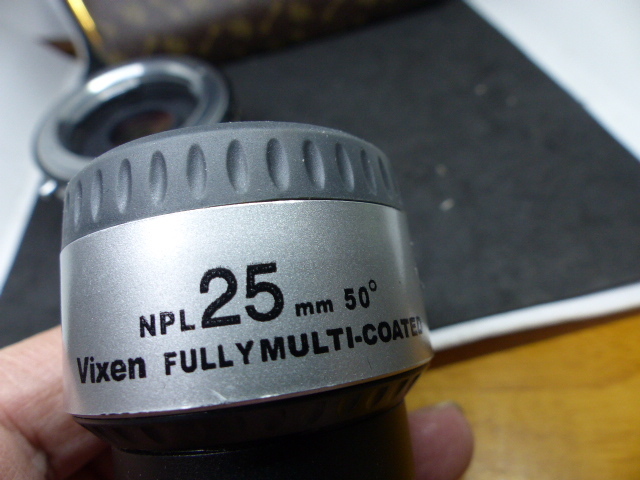 NPL 25 mm 50°
Vixen FULLY MULTI-COATED